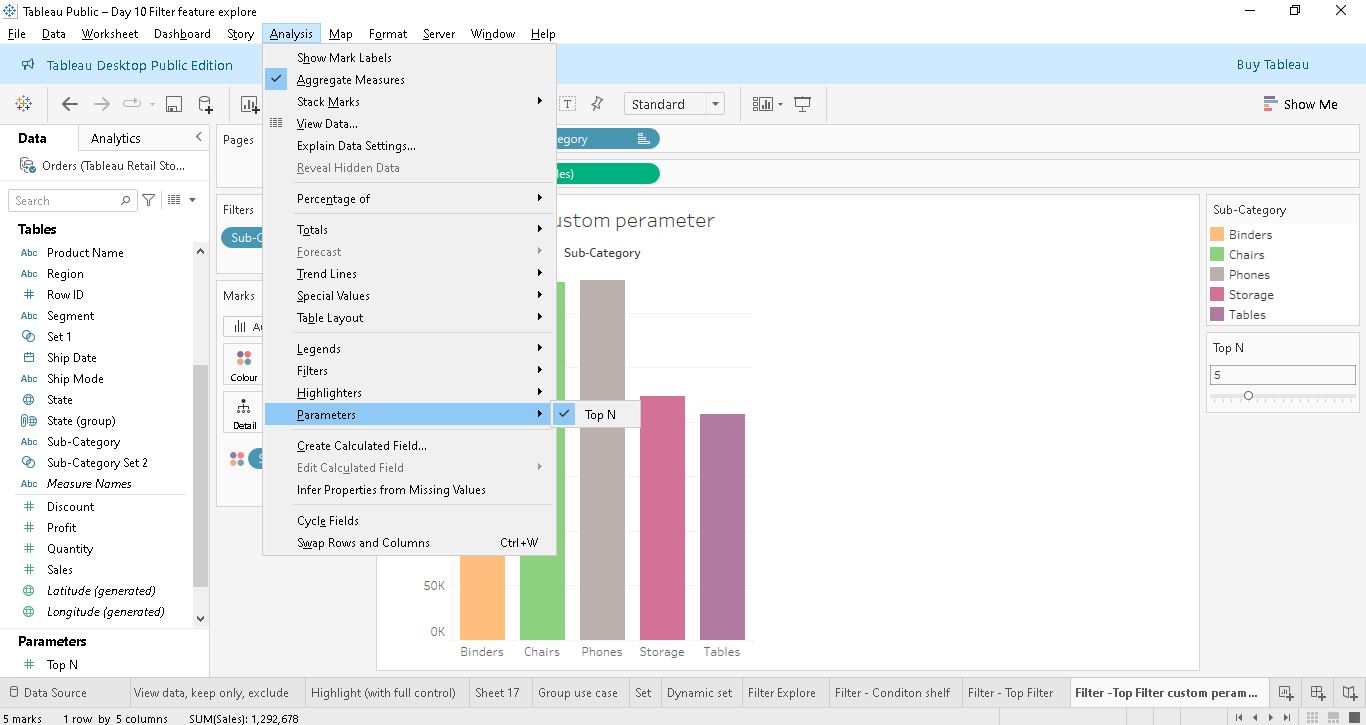 Tableau Public – Day 10 Filter feature explore
File Data Worksheet Dashboard Story Analysis Map Format Server Window Help
Tableau Desktop Public Edition Buy Tableau
Standard Show Me
Data Analytics
Orders (Tableau Retail Sto...
Search
Tables
Abc Product Name
Abc Region
# Row ID
Abc Segment
Set 1
Ship Date
Abc Ship Mode
State
State (group)
Abc Sub-Category
Sub-Category Set 2
Abc Measure Names
# Discount
# Profit
# Quantity
# Sales
Latitude (generated)
Longitude (generated)
Parameters
# Top N
Pages
Filters
Sub-C
Marks
Au
Colour
Detail
S
Show Mark Labels
Aggregate Measures
Stack Marks
View Data...
Explain Data Settings...
Reveal Hidden Data
Percentage of
Totals
Forecast
Trend Lines
Special Values
Table Layout
Legends
Filters
Highlighters
Parameters
Top N
Create Calculated Field...
Edit Calculated Field
Infer Properties from Missing Values
Cycle Fields
Swap Rows and Columns Ctrl+W
egory
les)
ustom perameter
Sub-Category
50K
0K
Binders Chairs Phones Storage Tables
Sub-Category
Binders
Chairs
Phones
Storage
Tables
Top N
5
Data Source View data, keep only, exclude Highlight (with full control) Sheet 17 Group use case Set Dynamic set Filter Explore Filter - Conditon shelf Filter - Top Filter Filter -Top Filter custom peram...
5 marks 1 row by 5 columns SUM(Sales): 1,292,678